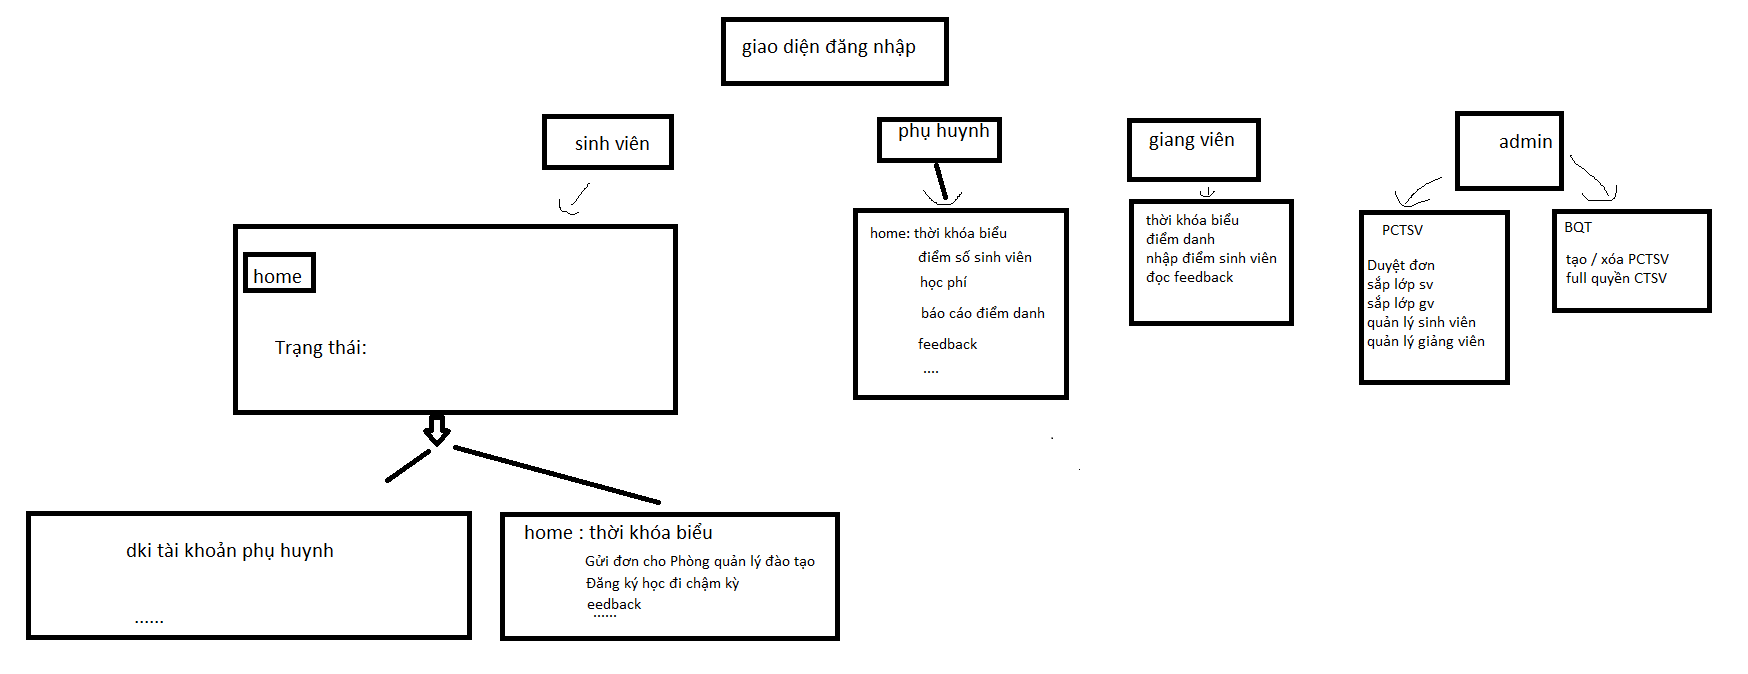 giao diện đăng nhập
sinh viên
phụ huynh
giang viên
admin
home
Trạng thái:
home: thời khóa biểu
điểm số sinh viên
học phí
báo cáo điểm danh
feedback
....
thời khóa biểu
điểm danh
nhập điểm sinh viên
đọc feedback
PCTSV
Duyệt đơn
sắp lớp sv
sắp lớp gv
quản lý sinh viên
quản lý giảng viên
BQT
tạo / xóa PCTSV
full quyền CTSV
dki tài khoản phụ huynh
......
home : thời khóa biểu
Gửi đơn cho Phòng quản lý đào tạo
Đăng ký học đi chậm kỳ
eedback
......